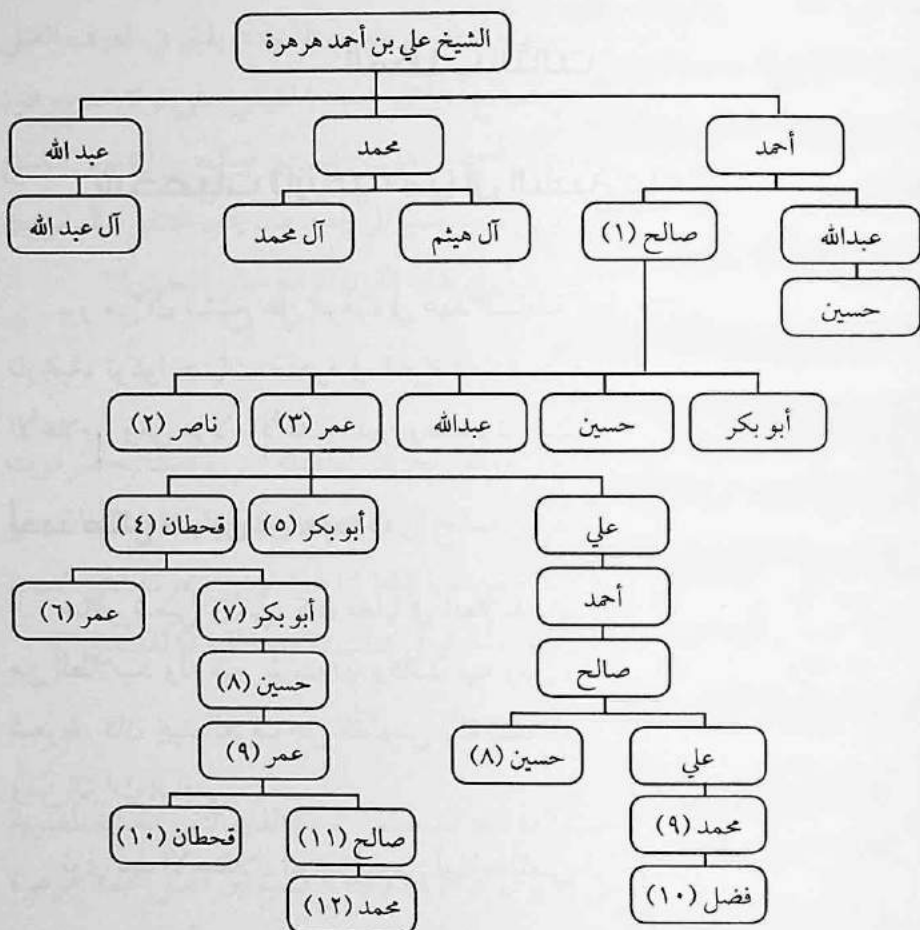 الشيخ علي بن أحمد هرهرة
أحمد
محمد
عبد الله
عبدالله
صالح (١)
آل هيثم
آل محمد
آل عبد الله
حسين
أبو بكر
حسين
عبدالله
عمر (٣)
ناصر (٢)
علي
أبو بكر (٥)
قحطان (٤)
أحمد
أبو بكر (٧)
عمر (٦)
صالح
حسين (٨)
علي
حسين (٨)
عمر (٩)
محمد (٩)
صالح (١١)
قحطان (١٠)
فضل (١٠)
محمد (١٢)